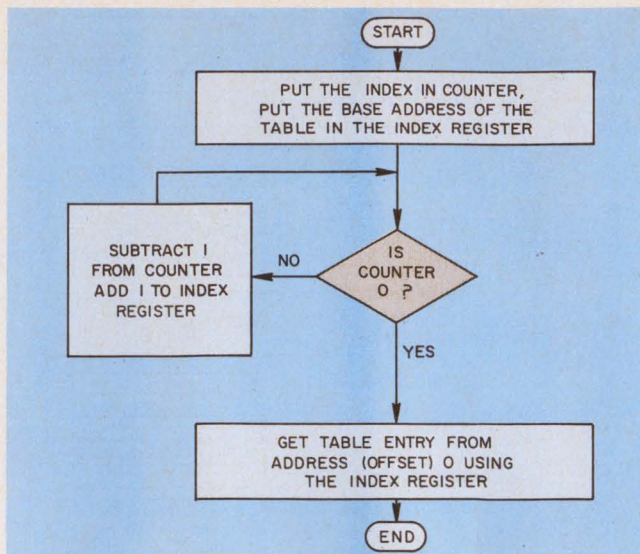 START
PUT THE INDEX IN COUNTER,
PUT THE BASE ADDRESS OF THE
TABLE IN THE INDEX REGISTER
SUBTRACT 1
FROM COUNTER
ADD 1 TO INDEX
REGISTER
NO
IS
COUNTER
0 ?
YES
GET TABLE ENTRY FROM
ADDRESS (OFFSET) 0 USING
THE INDEX REGISTER
END